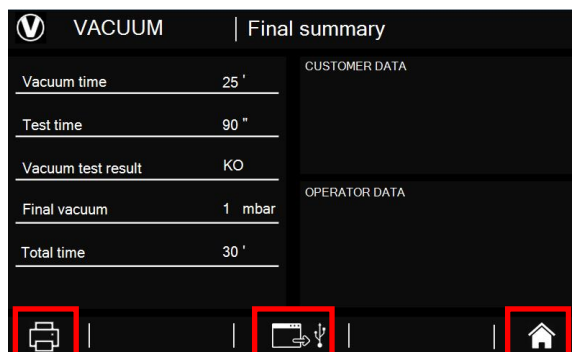 V VACUUM Final summary
Vacuum time 25 '
Test time 90 "
Vacuum test result KO
Final vacuum 1 mbar
Total time 30 '
CUSTOMER DATA
OPERATOR DATA